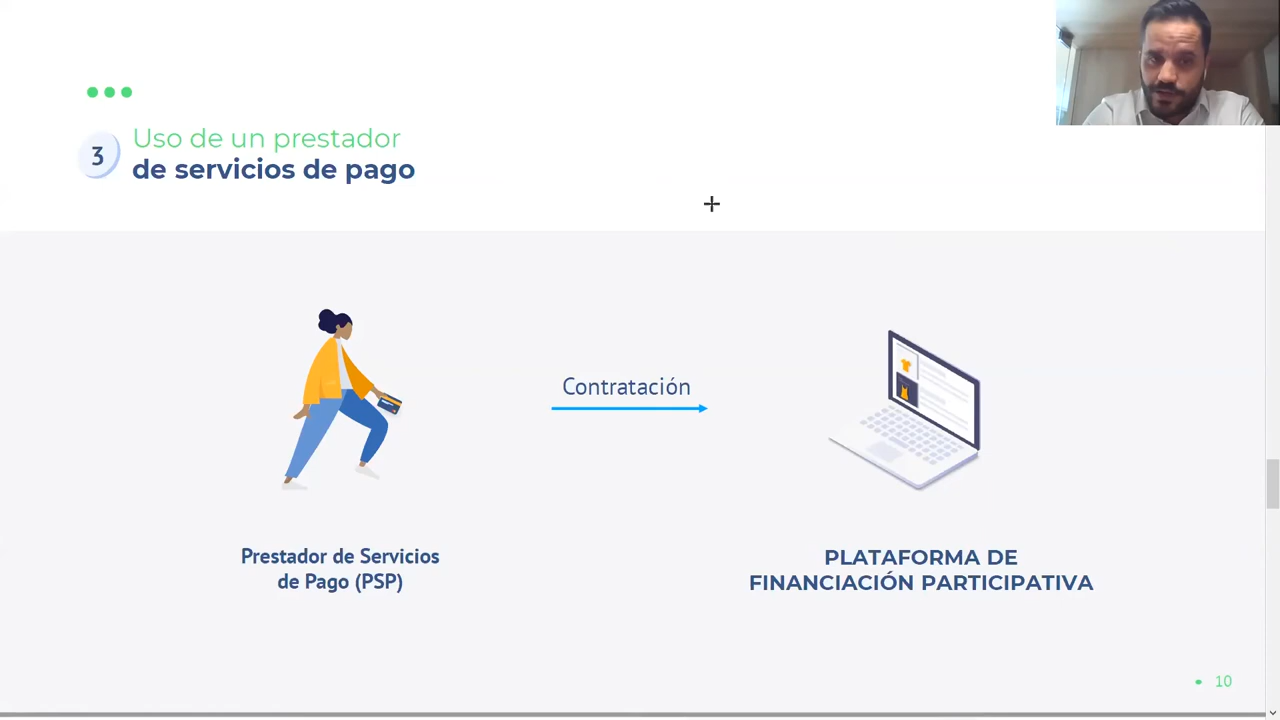 3
Uso de un prestador
de servicios de pago
Contratación
Prestador de Servicios
de Pago (PSP)
PLATAFORMA DE
FINANCIACIÓN PARTICIPATIVA
10